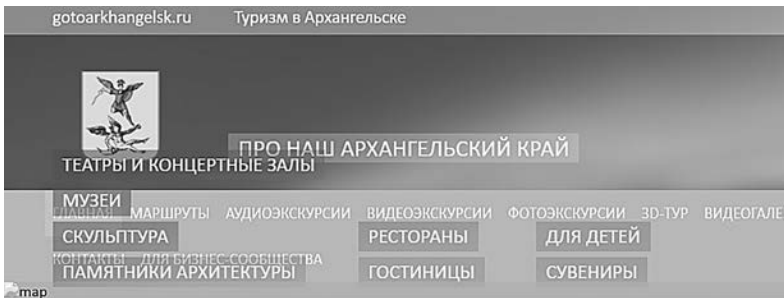 gotoarkhangelsk.ru Туризм в Архангельске
ПРО НАШ АРХАНГЕЛЬСКИЙ КРАЙ
ТЕАТРЫ И КОНЦЕРТНЫЕ ЗАЛЫ
МУЗЕИ
ГЛАВНАЯ МАРШРУТЫ АУДИОЭКСКУРСИИ ВИДЕОЭКСКУРСИИ ФОТОЭКСКУРСИИ 3D-ТУР ВИДЕОГАЛЕ
СКУЛЬПТУРА РЕСТОРАНЫ ДЛЯ ДЕТЕЙ
КОНТАКТЫ ДЛЯ БИЗНЕС-СООБЩЕСТВА
ПАМЯТНИКИ АРХИТЕКТУРЫ ГОСТИНИЦЫ СУВЕНИРЫ
map